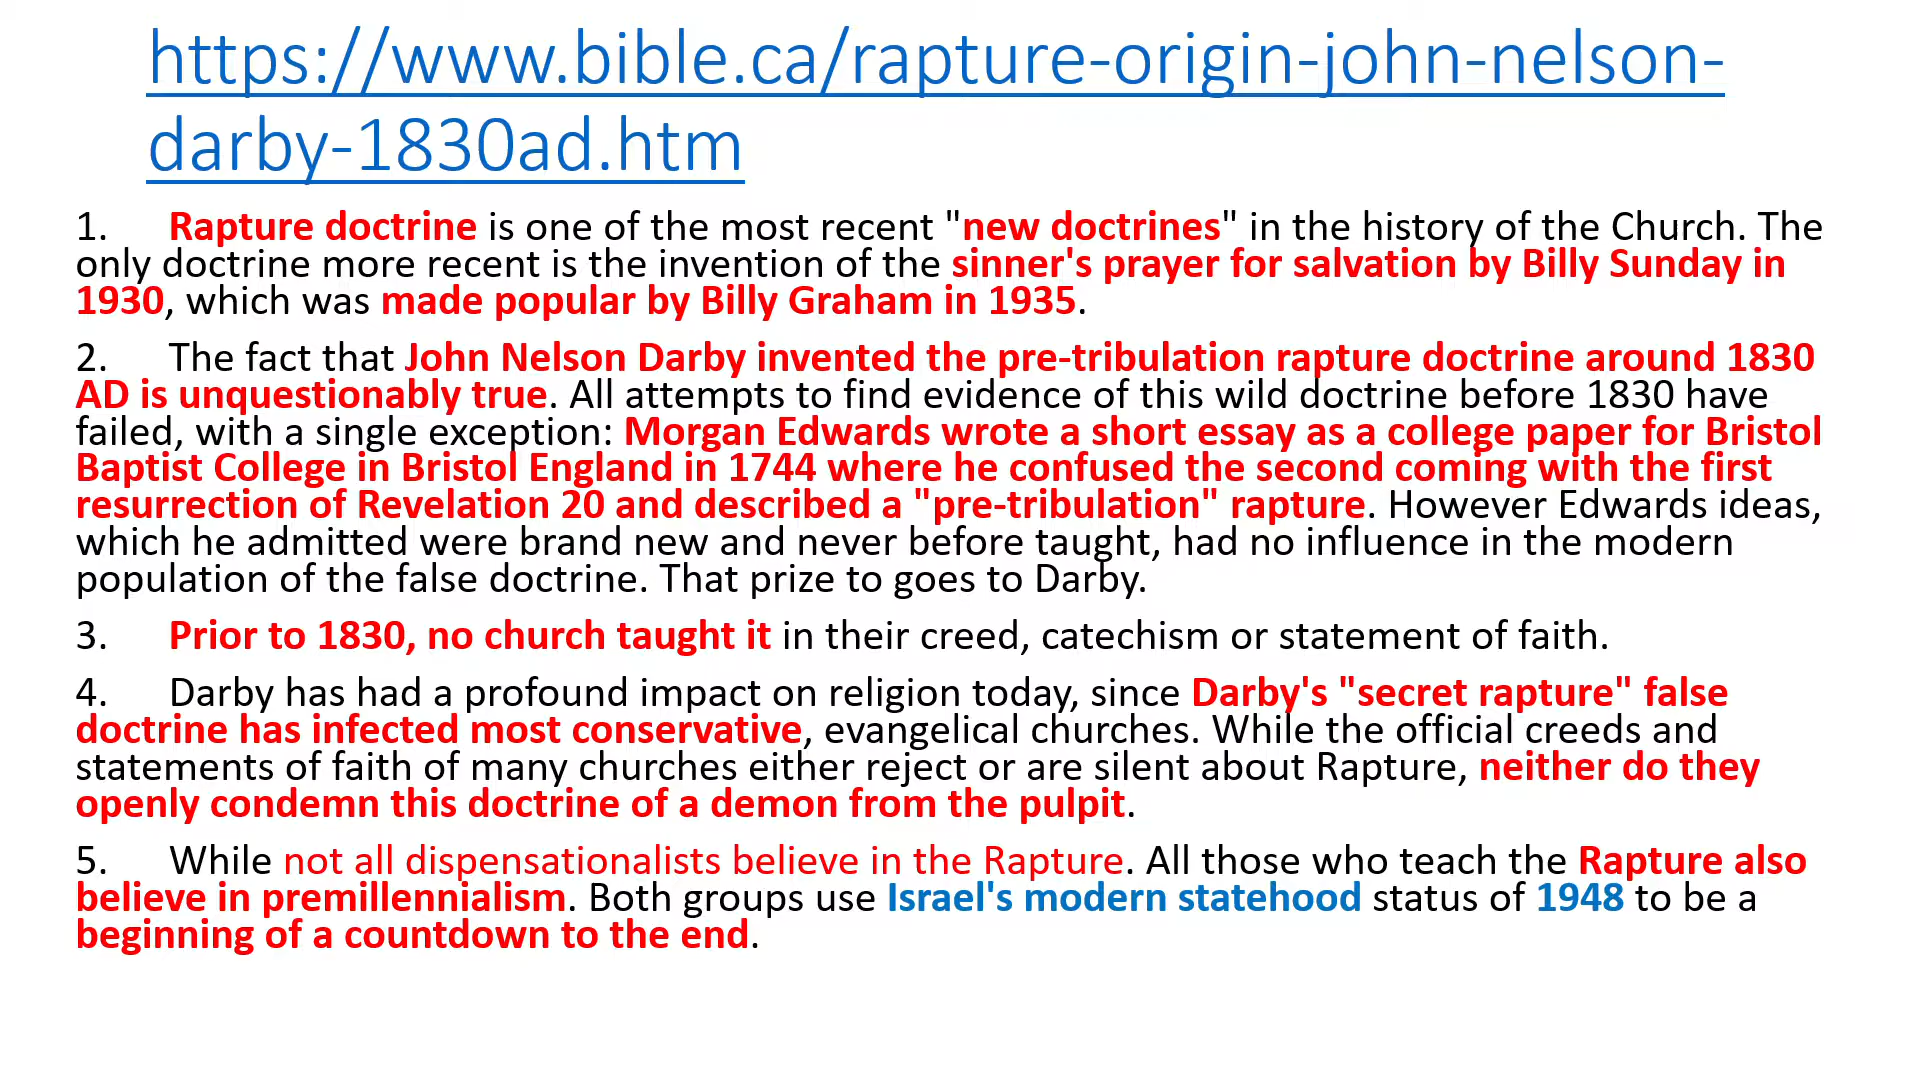 https://www.bible.ca/rapture-origin-john-nelson-
darby-1830ad.htm
1. Rapture doctrine is one of the most recent "new doctrines" in the history of the Church. The
only doctrine more recent is the invention of the sinner's prayer for salvation by Billy Sunday in
1930, which was made popular by Billy Graham in 1935.
2. The fact that John Nelson Darby invented the pre-tribulation rapture doctrine around 1830
AD is unquestionably true. All attempts to find evidence of this wild doctrine before 1830 have
failed, with a single exception: Morgan Edwards wrote a short essay as a college paper for Bristol
Baptist College in Bristol England in 1744 where he confused the second coming with the first
resurrection of Revelation 20 and described a "pre-tribulation" rapture. However Edwards ideas,
which he admitted were brand new and never before taught, had no influence in the modern
population of the false doctrine. That prize to goes to Darby.
3. Prior to 1830, no church taught it in their creed, catechism or statement of faith.
4. Darby has had a profound impact on religion today, since Darby's "secret rapture" false
doctrine has infected most conservative, evangelical churches. While the official creeds and
statements of faith of many churches either reject or are silent about Rapture, neither do they
openly condemn this doctrine of a demon from the pulpit.
5. While not all dispensationalists believe in the Rapture. All those who teach the Rapture also
believe in premillennialism. Both groups use Israel's modern statehood status of 1948 to be a
beginning of a countdown to the end.